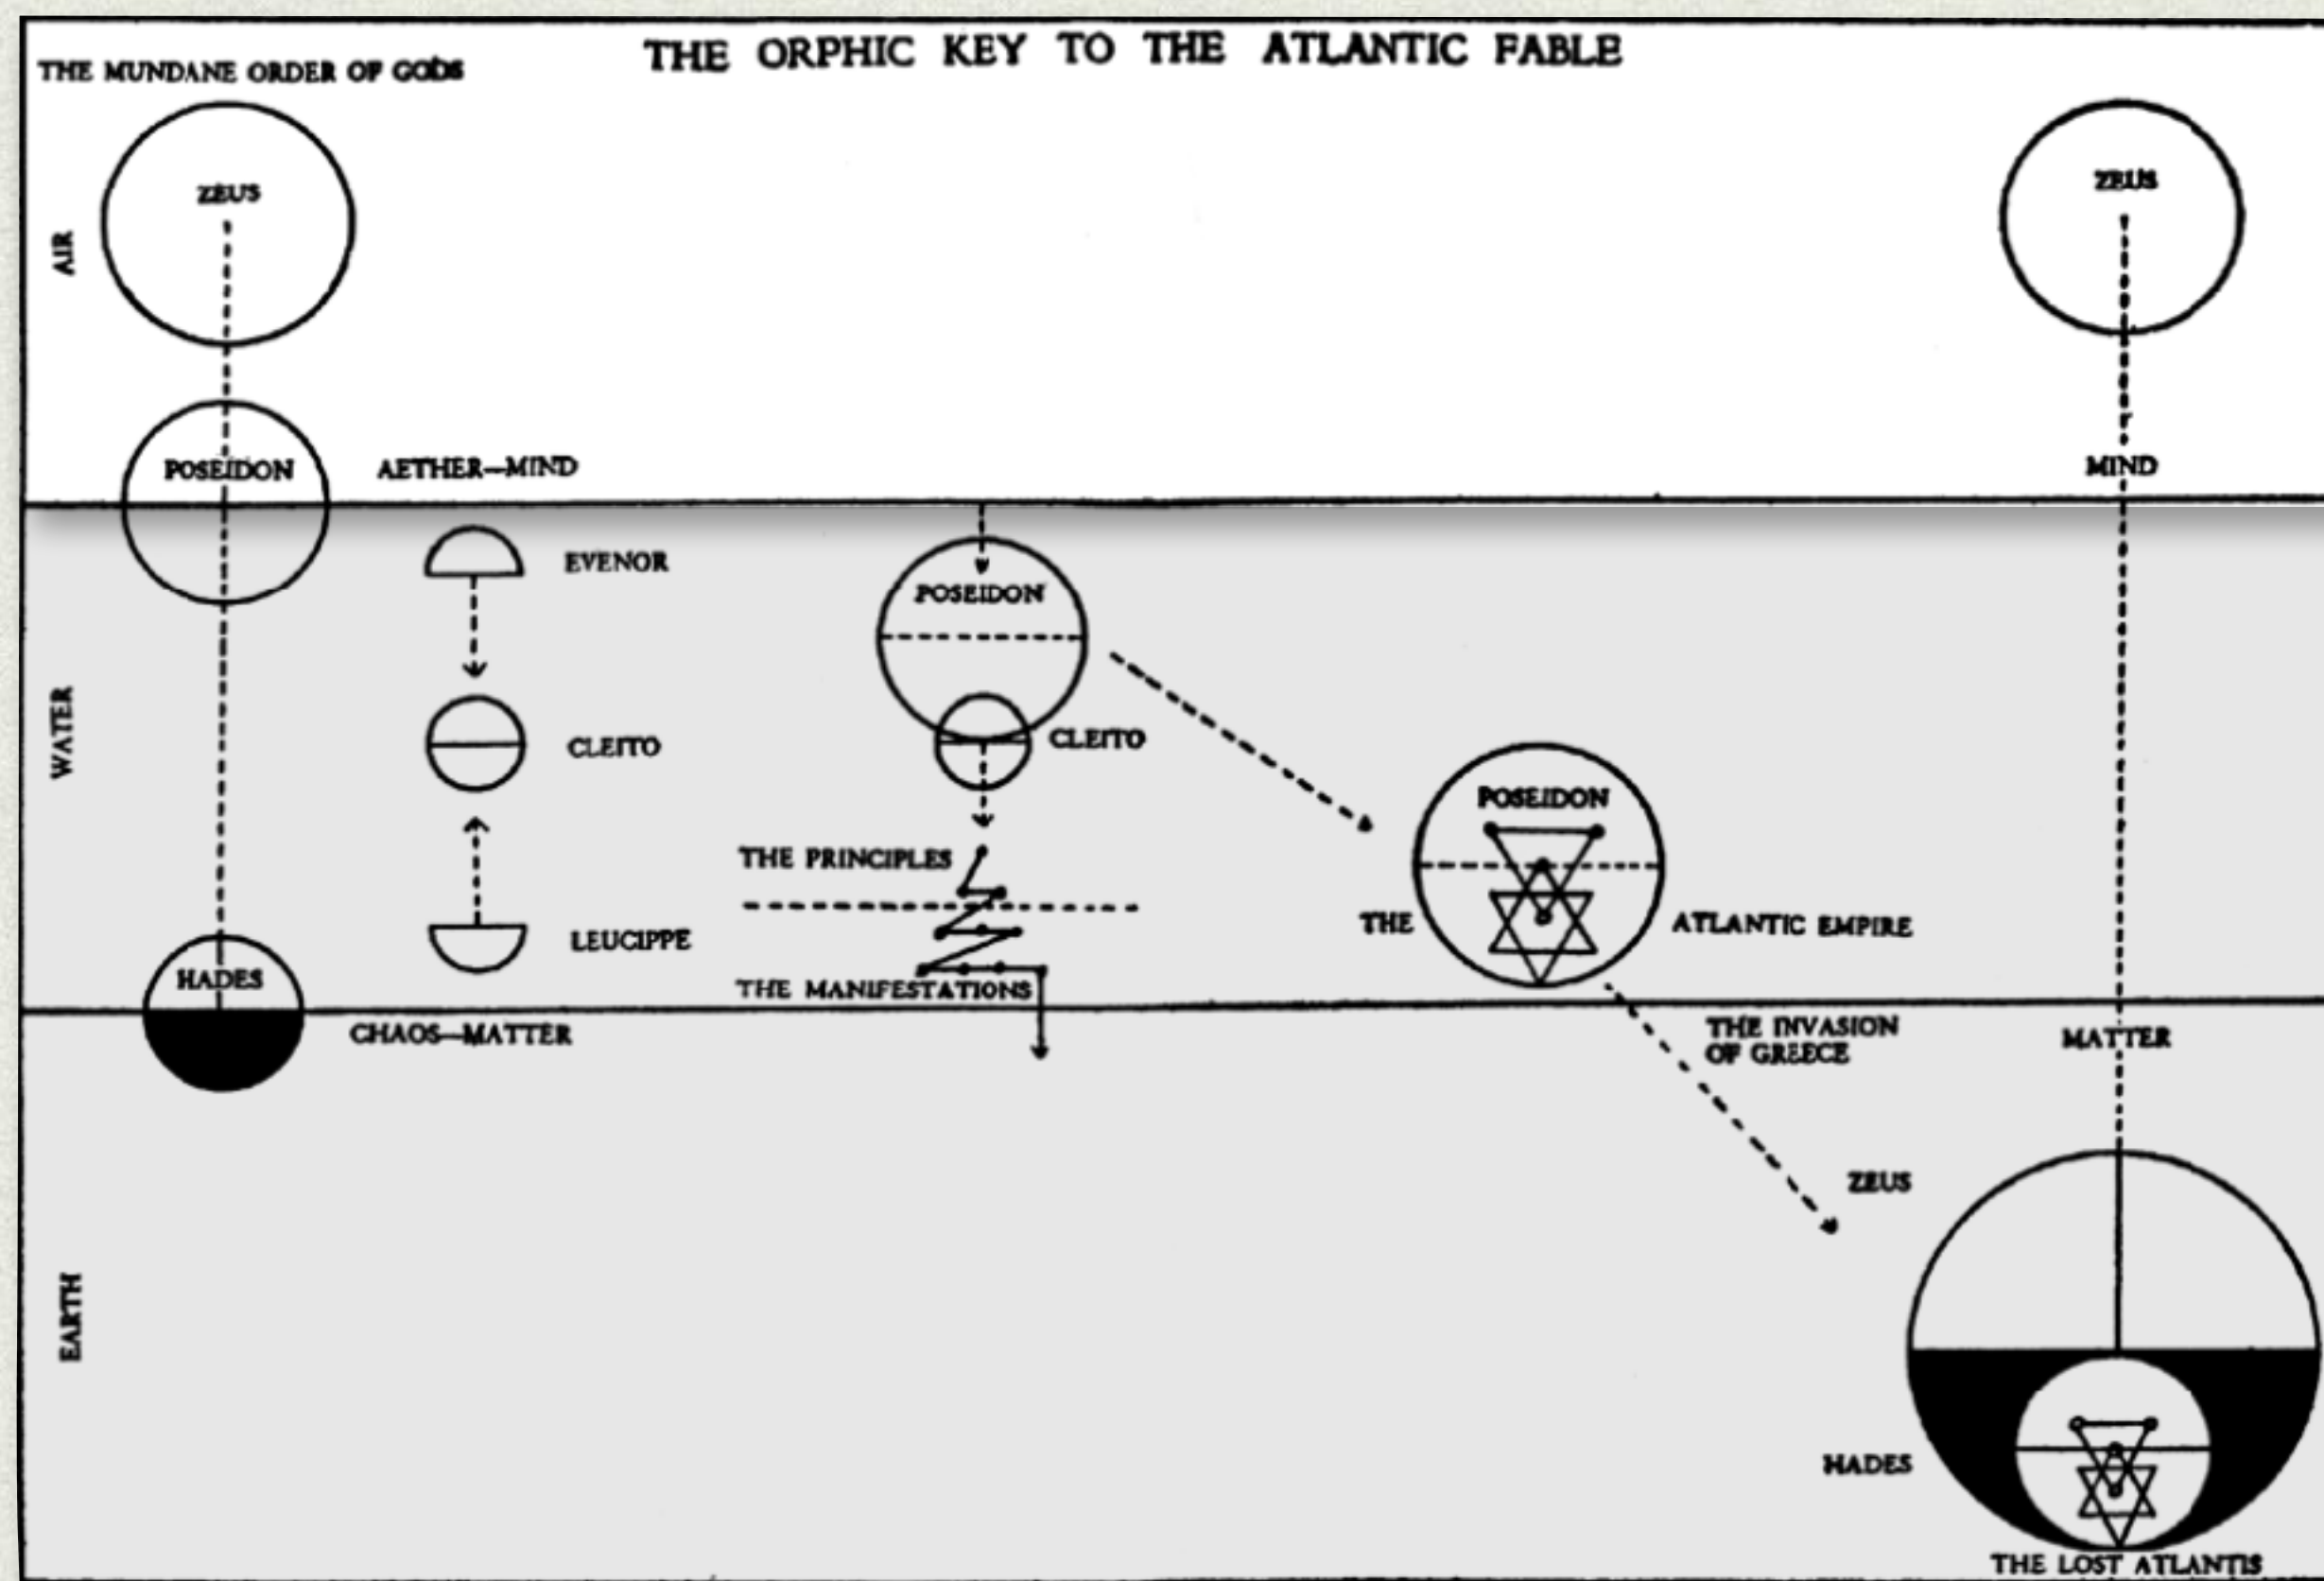 THE ORPHIC KEY TO THE ATLANTIC FABLE
THE MUNDANE ORDER OF GODS
ZEUS
ZEUS
AIR
POSEIDON
AETHER—MIND
MIND
EVENOR
POSEIDON
CLEITO
CLEITO
WATER
POSEIDON
THE PRINCIPLES
THE
ATLANTIC EMPIRE
LEUCIPPE
HADES
THE MANIFESTATIONS
CHAOS—MATTER
THE INVASION
OF GREECE
MATTER
ZEUS
EARTH
HADES
THE LOST ATLANTIS